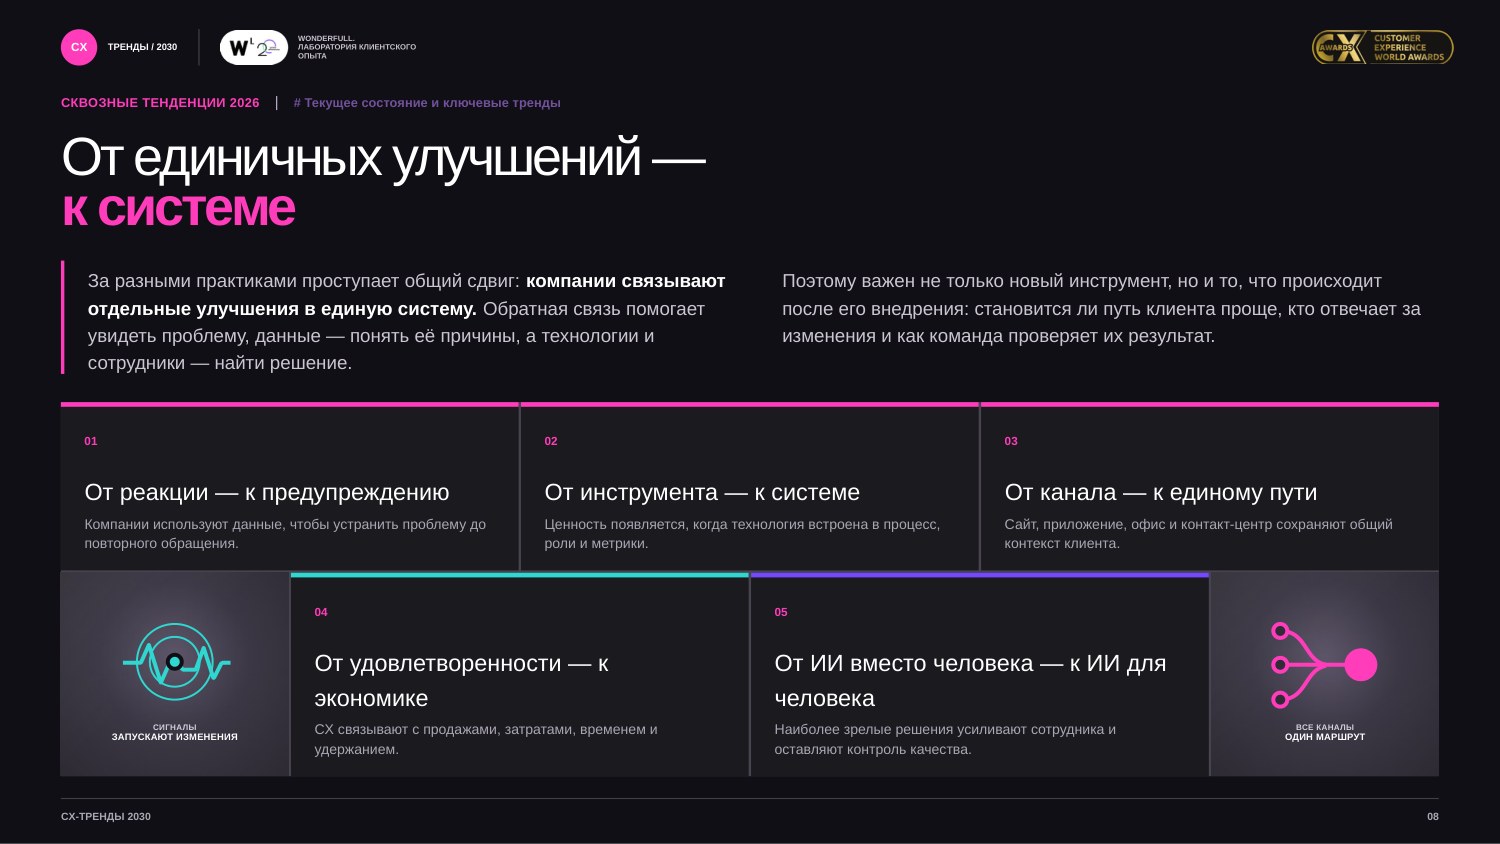 CX
ТРЕНДЫ / 2030
WONDERFULL.
ЛАБОРАТОРИЯ КЛИЕНТСКОГО
ОПЫТА
CX
AWARDS
CUSTOMER
EXPERIENCE
WORLD AWARDS
СКВОЗНЫЕ ТЕНДЕНЦИИ 2026 | # Текущее состояние и ключевые тренды
От единичных улучшений —
к системе
За разными практиками проступает общий сдвиг: компании связывают
отдельные улучшения в единую систему. Обратная связь помогает
увидеть проблему, данные — понять её причины, а технологии и
сотрудники — найти решение.
Поэтому важен не только новый инструмент, но и то, что происходит
после его внедрения: становится ли путь клиента проще, кто отвечает за
изменения и как команда проверяет их результат.
01
От реакции — к предупреждению
Компании используют данные, чтобы устранить проблему до
повторного обращения.
02
От инструмента — к системе
Ценность появляется, когда технология встроена в процесс,
роли и метрики.
03
От канала — к единому пути
Сайт, приложение, офис и контакт-центр сохраняют общий
контекст клиента.
СИГНАЛЫ
ЗАПУСКАЮТ ИЗМЕНЕНИЯ
04
От удовлетворенности — к
экономике
CX связывают с продажами, затратами, временем и
удержанием.
05
От ИИ вместо человека — к ИИ для
человека
Наиболее зрелые решения усиливают сотрудника и
оставляют контроль качества.
ВСЕ КАНАЛЫ
ОДИН МАРШРУТ
CX-ТРЕНДЫ 2030
08